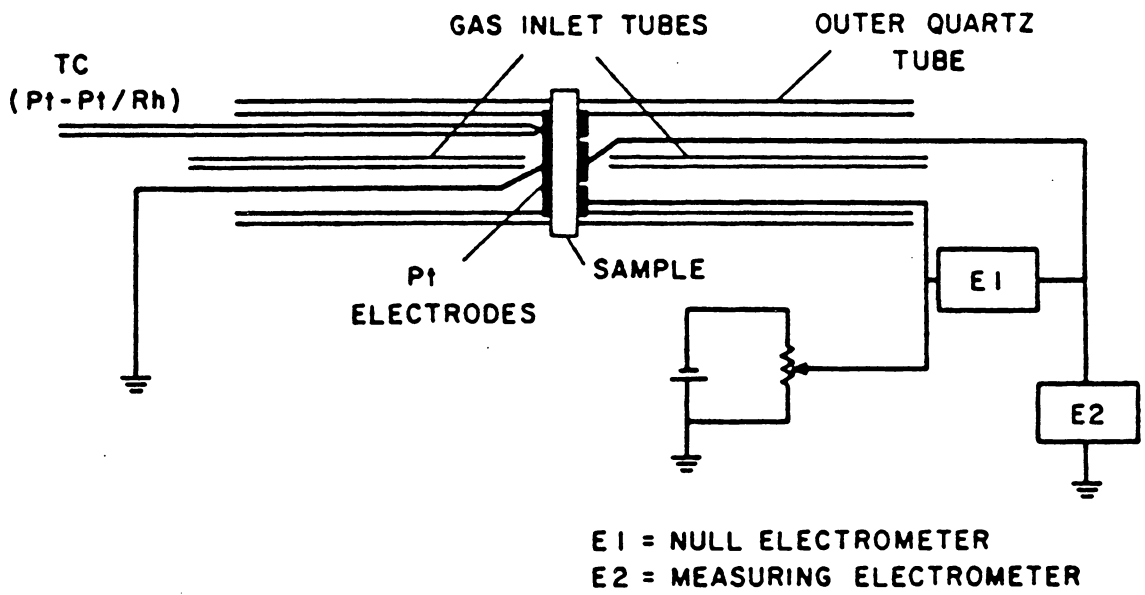 GAS INLET TUBES
OUTER QUARTZ
TUBE
TC
(Pt-Pt/Rh)
Pt
ELECTRODES
SAMPLE
E1
E2
E1 = NULL ELECTROMETER
E2 = MEASURING ELECTROMETER